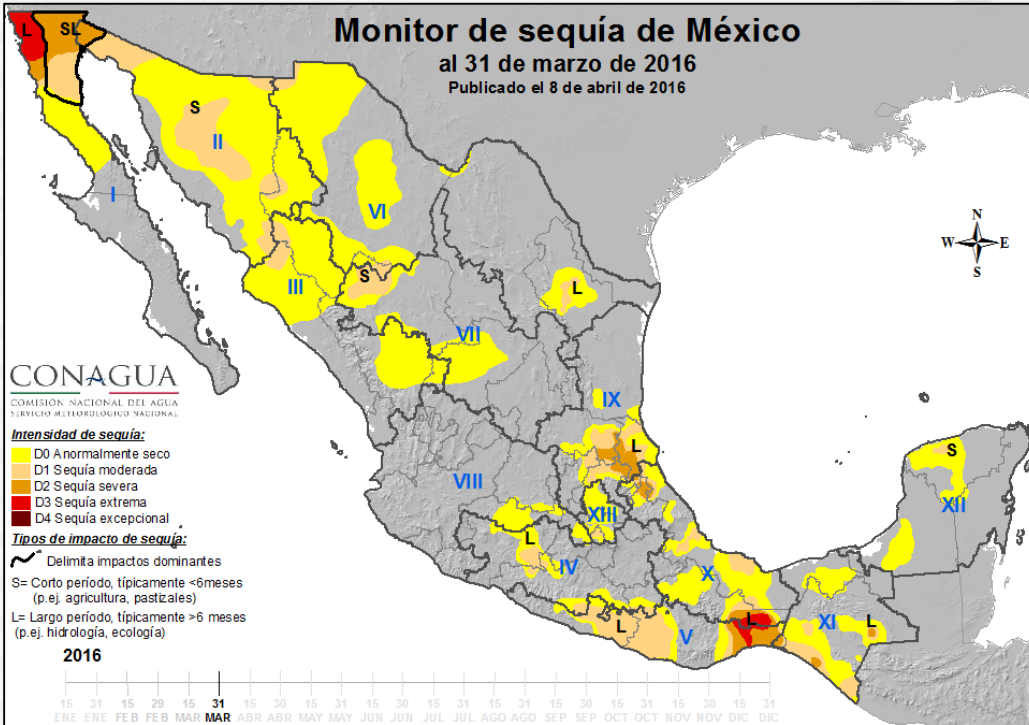 Monitor de sequía de México
al 31 de marzo de 2016
Publicado el 8 de abril de 2016
L
SL
S
II
I
VI
III
S
VII
L
N
W E
S
CONAGUA
COMISIÓN NACIONAL DEL AGUA
SERVICIO METEOROLÓGICO NACIONAL
Intensidad de sequía:
D0 Anormalmente seco
D1 Sequía moderada
D2 Sequía severa
D3 Sequía extrema
D4 Sequía excepcional
Tipos de impacto de sequía:
Delimita impactos dominantes
S= Corto período, típicamente <6meses
(p.ej. agricultura, pastizales)
L= Largo período, típicamente >6 meses
(p.ej. hidrología, ecología)
IX
L
VIII
XIII
L
IV
X
L
V
L
XI
L
S
XII
2016
15 31 15 29 15 31 15 30 15 31 15 30 15 31 15 31 15 30 15 31 15 30 15 31
ENE ENE FEB FEB MAR MAR ABR ABR MAY MAY JUN JUN JUL JUL AGO AGO SEP SEP OCT OCT NOV NOV DIC DIC